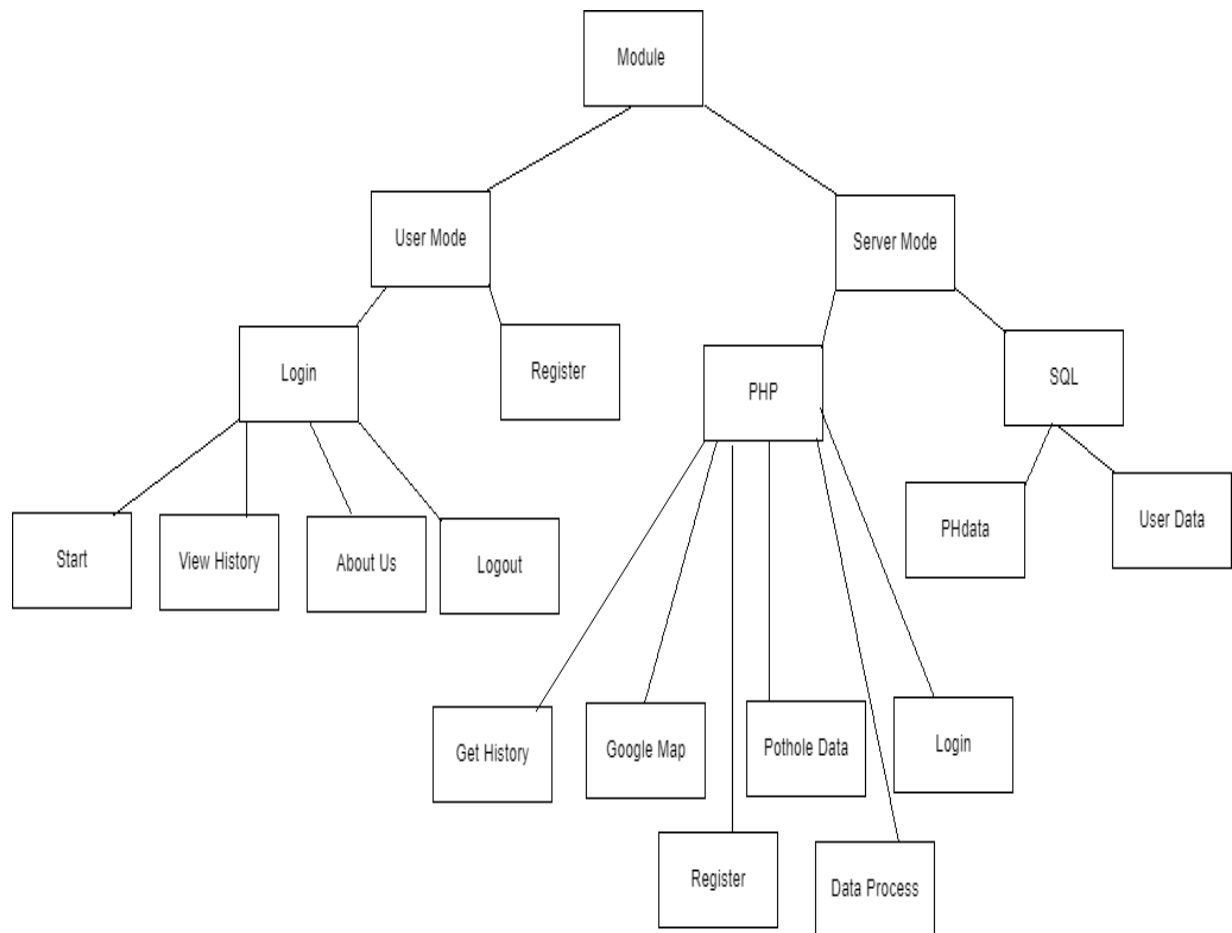 Module
User Mode
Server Mode
Login
Register
PHP
SQL
Start
View History
About Us
Logout
PHdata
User Data
Get History
Google Map
Pothole Data
Login
Register
Data Process